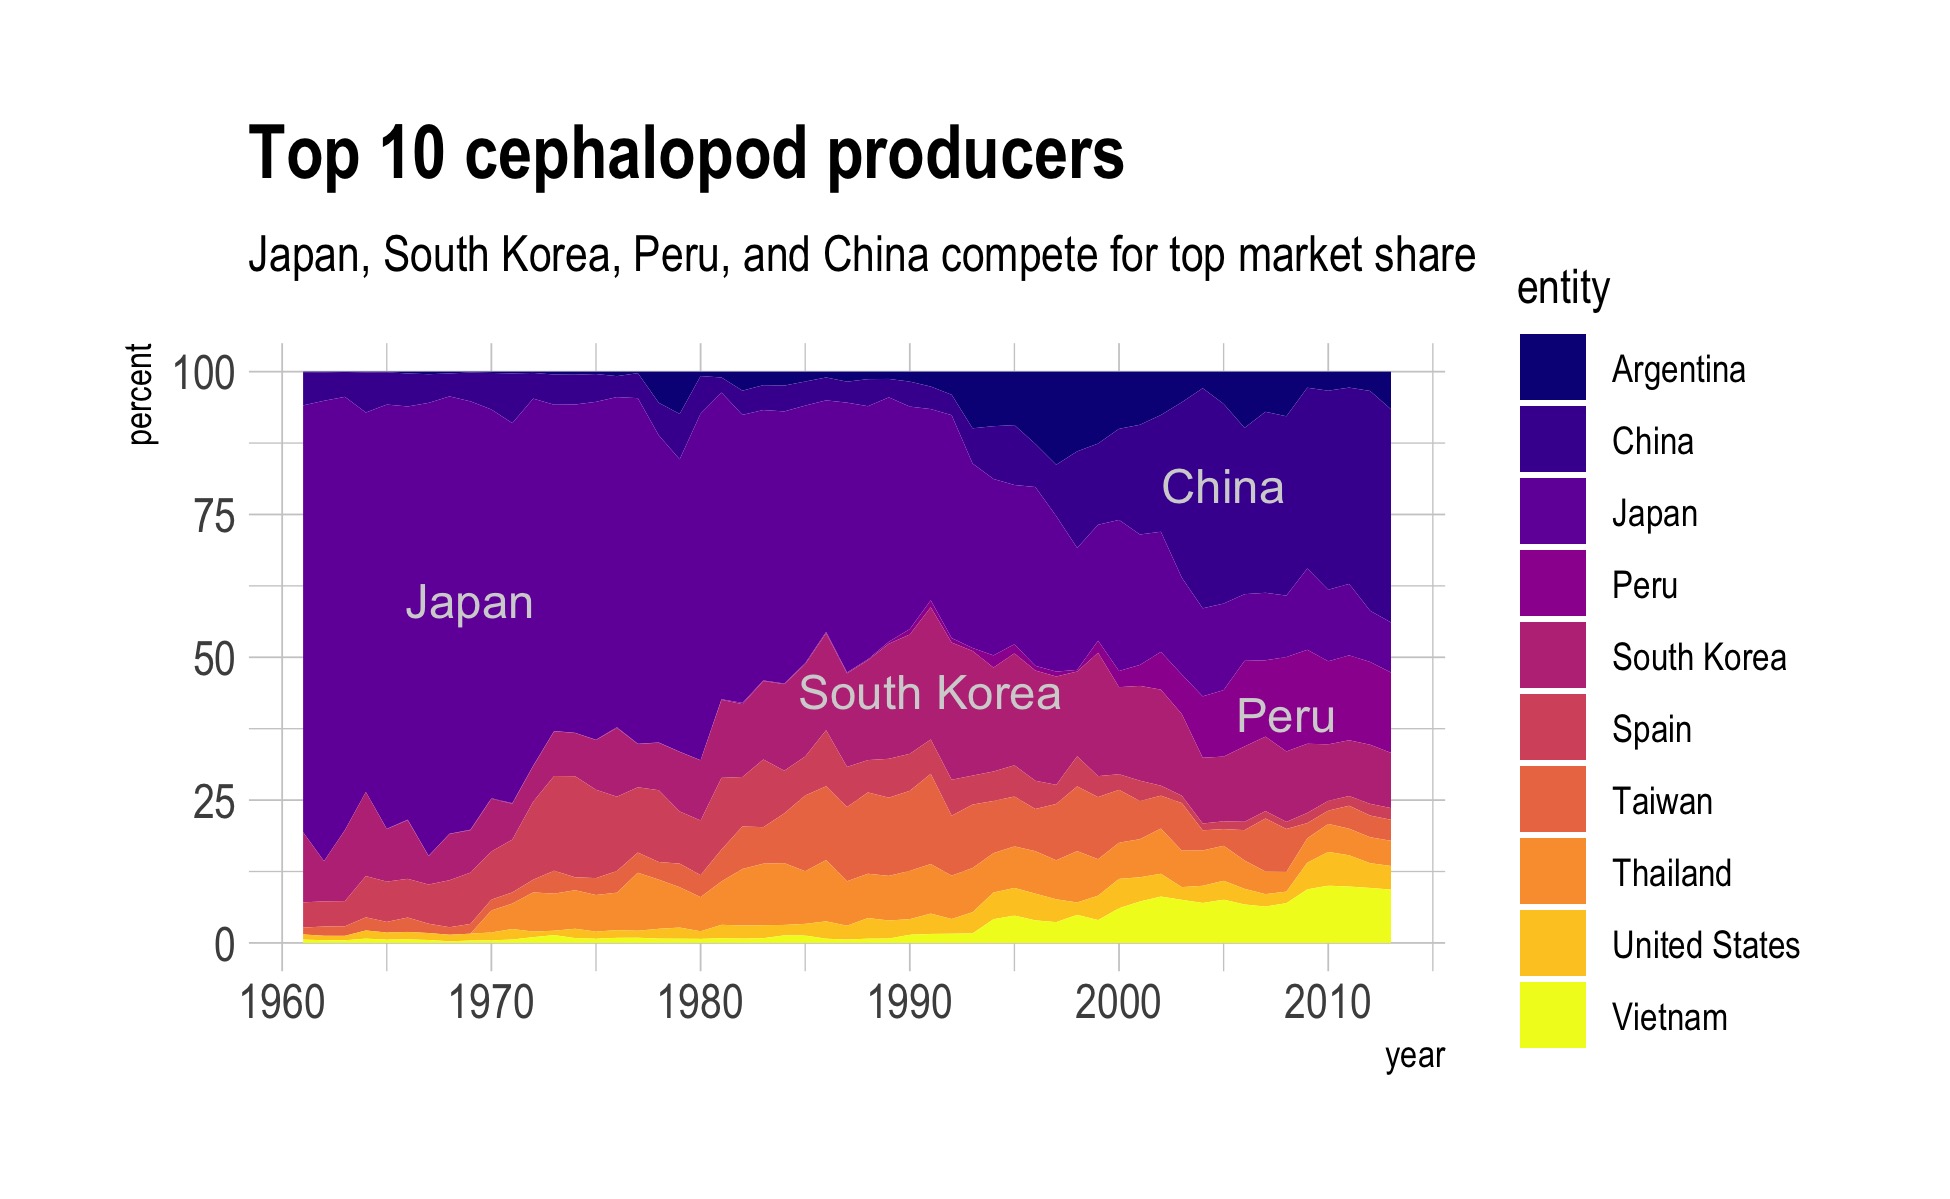 Top 10 cephalopod producers
Japan, South Korea, Peru, and China compete for top market share
percent
100
75
50
25
0
Japan
South Korea
China
Peru
1960 1970 1980 1990 2000 2010
year
entity
Argentina
China
Japan
Peru
South Korea
Spain
Taiwan
Thailand
United States
Vietnam